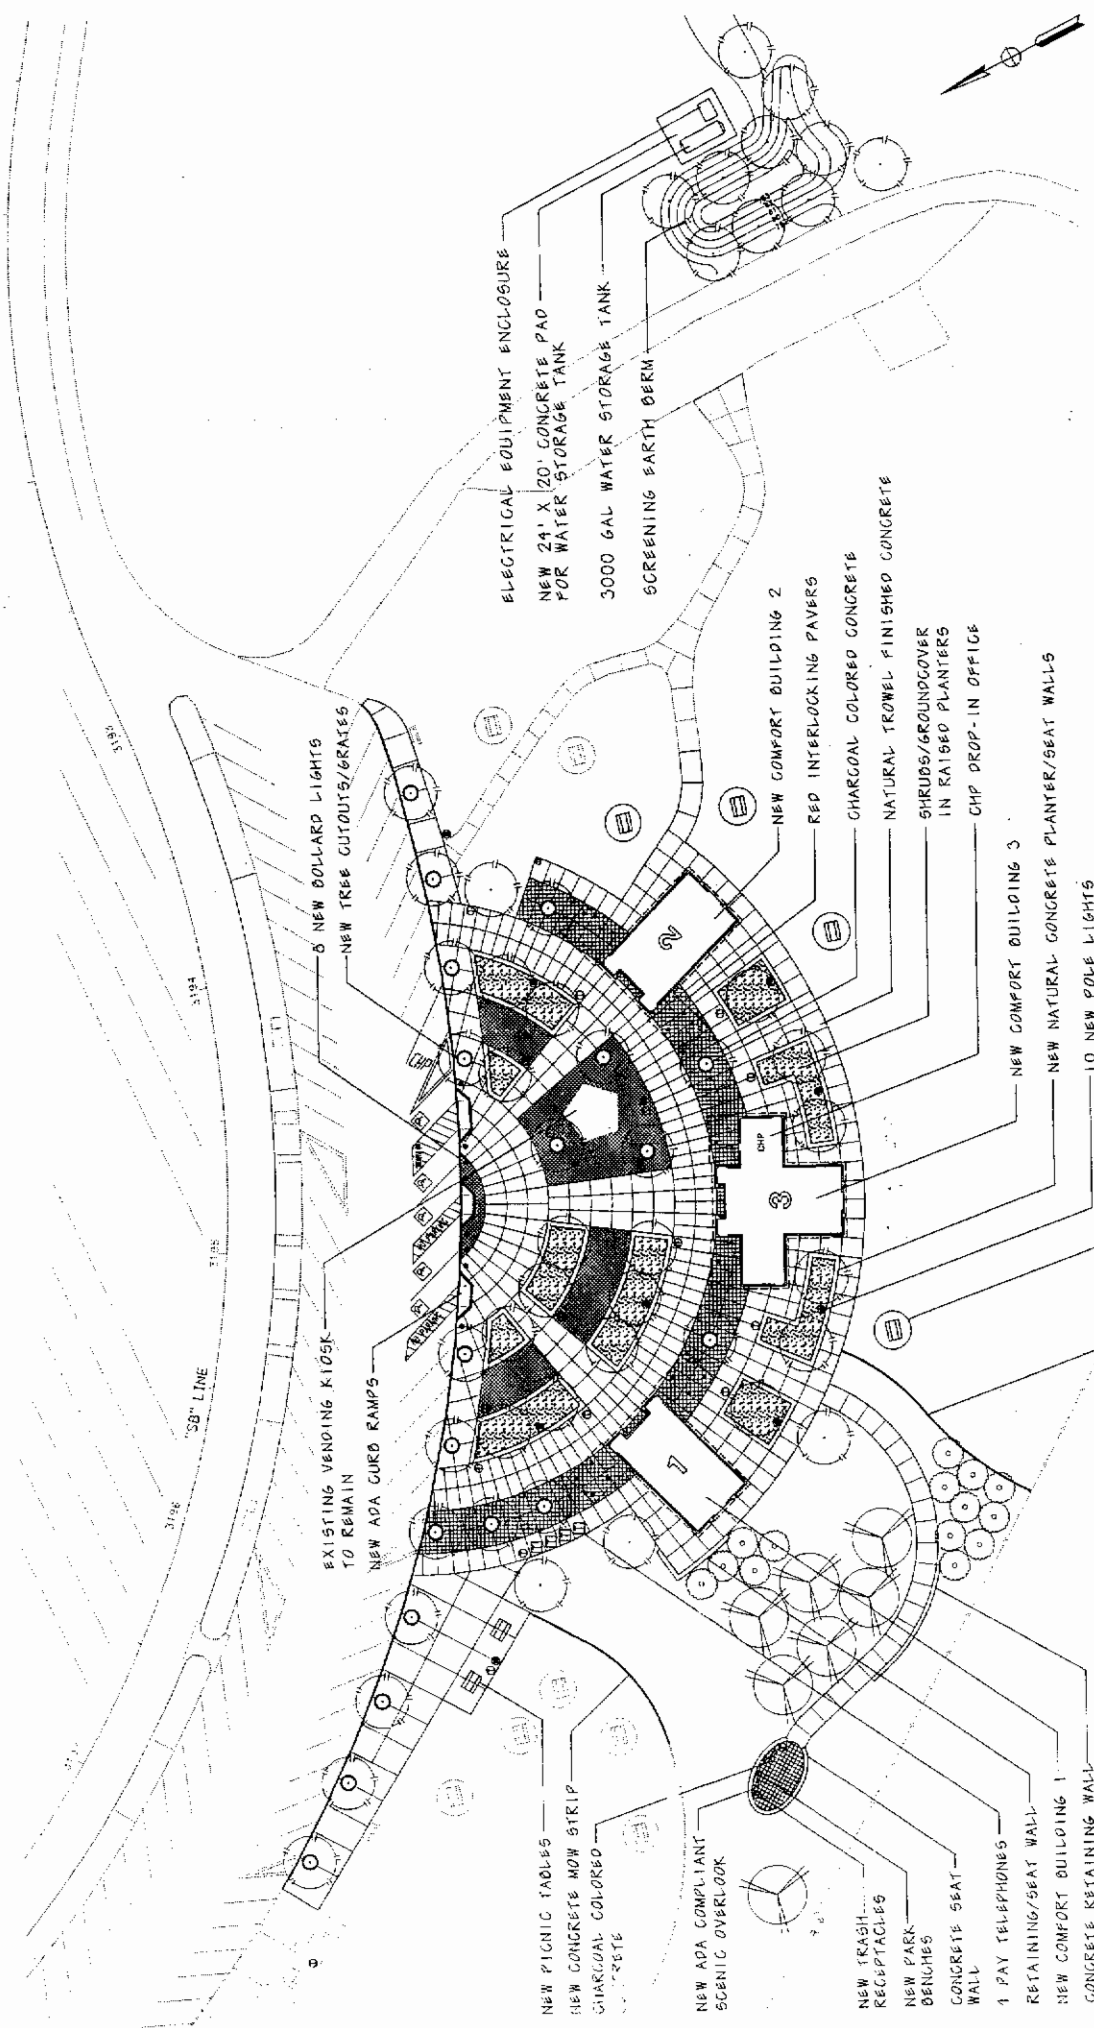 ELECTRICAL EQUIPMENT ENCLOSURE
NEW 24' X 20' CONCRETE PAD
FOR WATER STORAGE TANK
3000 GAL WATER STORAGE TANK
SCREENING EARTH BERM
8 NEW BOLLARD LIGHTS
NEW TREE CUTOUTS/GRATES
EXISTING VENDING KIOSK
TO REMAIN
NEW ADA CURB RAMPS
"SB" LINE
3193
3194
3195
3196
CHP
NEW COMFORT BUILDING 2
RED INTERLOCKING PAVERS
CHARCOAL COLORED CONCRETE
NATURAL TROWEL FINISHED CONCRETE
SHRUBS/GROUNDCOVER
IN RAISED PLANTERS
CHP DROP-IN OFFICE
NEW COMFORT BUILDING 3
NEW NATURAL CONCRETE PLANTER/SEAT WALLS
10 NEW POLE LIGHTS
1
2
3
CHP
NEW PICNIC TABLES
NEW CONCRETE MOW STRIP
CHARCOAL COLORED
NEW ADA COMPLIANT
SCENIC OVERLOOK
NEW TRASH
RECEPTACLES
NEW PARK
BENCHES
CONCRETE SEAT
WALL
PAY TELEPHONES
RETAINING/SEAT WALL
NEW COMFORT BUILDING 1
CONCRETE RETAINING WALL